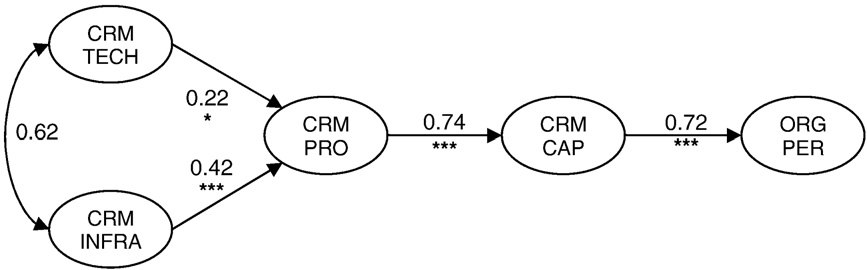 CRM
TECH
0.22
*
0.62
CRM
PRO
0.74
***
CRM
CAP
0.72
***
ORG
PER
0.42
***
CRM
INFRA